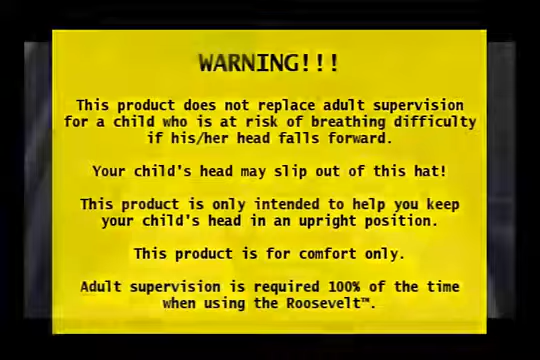 WARNING!!!
This product does not replace adult supervision
for a child who is at risk of breathing difficulty
if his/her head falls forward.
Your child's head may slip out of this hat!
This product is only intended to help you keep
your child's head in an upright position.
This product is for comfort only.
Adult supervision is required 100% of the time
when using the Roosevelt™.